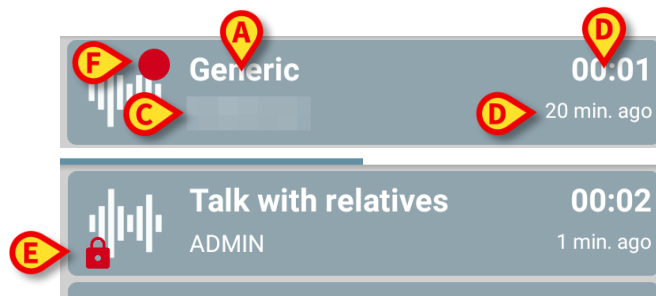 A
D
F
Generic
00:01
C
D
20 min. ago
Talk with relatives
00:02
E
ADMIN
1 min. ago